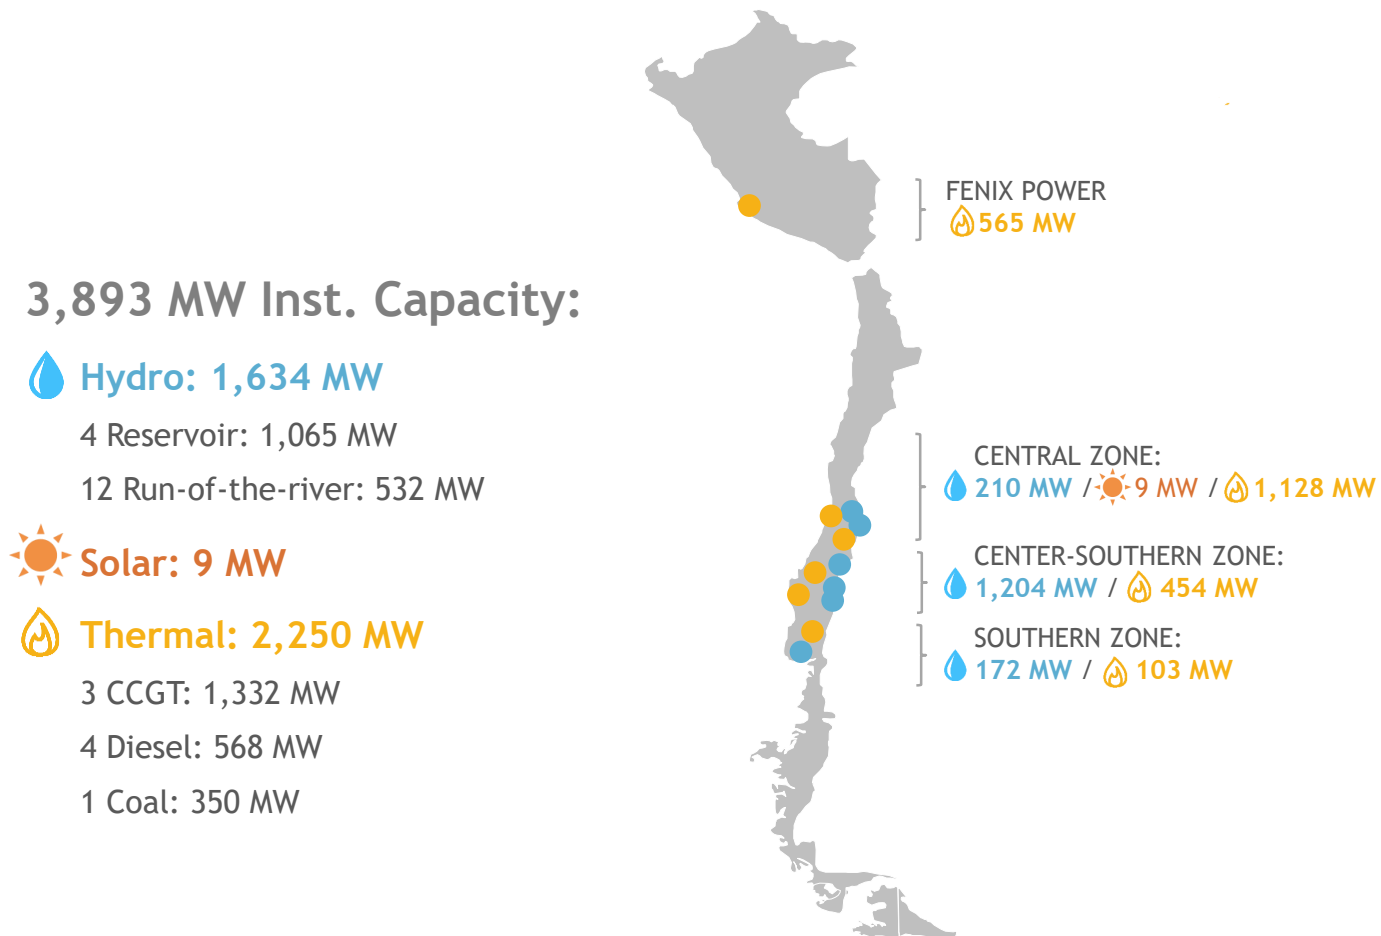 3,893 MW Inst. Capacity:
Hydro: 1,634 MW
4 Reservoir: 1,065 MW
12 Run-of-the-river: 532 MW
Solar: 9 MW
Thermal: 2,250 MW
3 CCGT: 1,332 MW
4 Diesel: 568 MW
1 Coal: 350 MW
FENIX POWER
565 MW
CENTRAL ZONE:
210 MW / 9 MW / 1,128 MW
CENTER-SOUTHERN ZONE:
1,204 MW / 454 MW
SOUTHERN ZONE:
172 MW / 103 MW